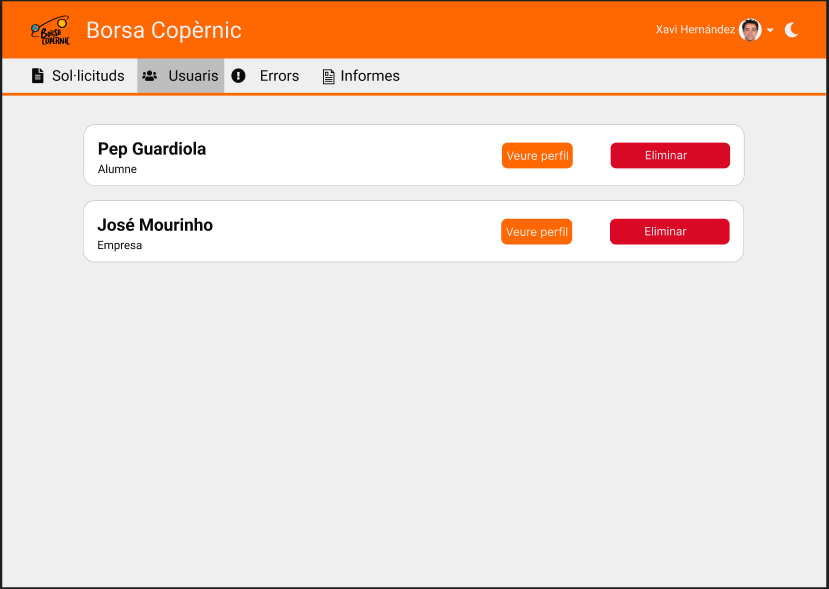 BORSA
COPÈRNIC
Borsa Copèrnic
Xavi Hernández
Sol·licituds
Usuaris
Errors
Informes
Pep Guardiola
Alumne
Veure perfil
Eliminar
José Mourinho
Empresa
Veure perfil
Eliminar